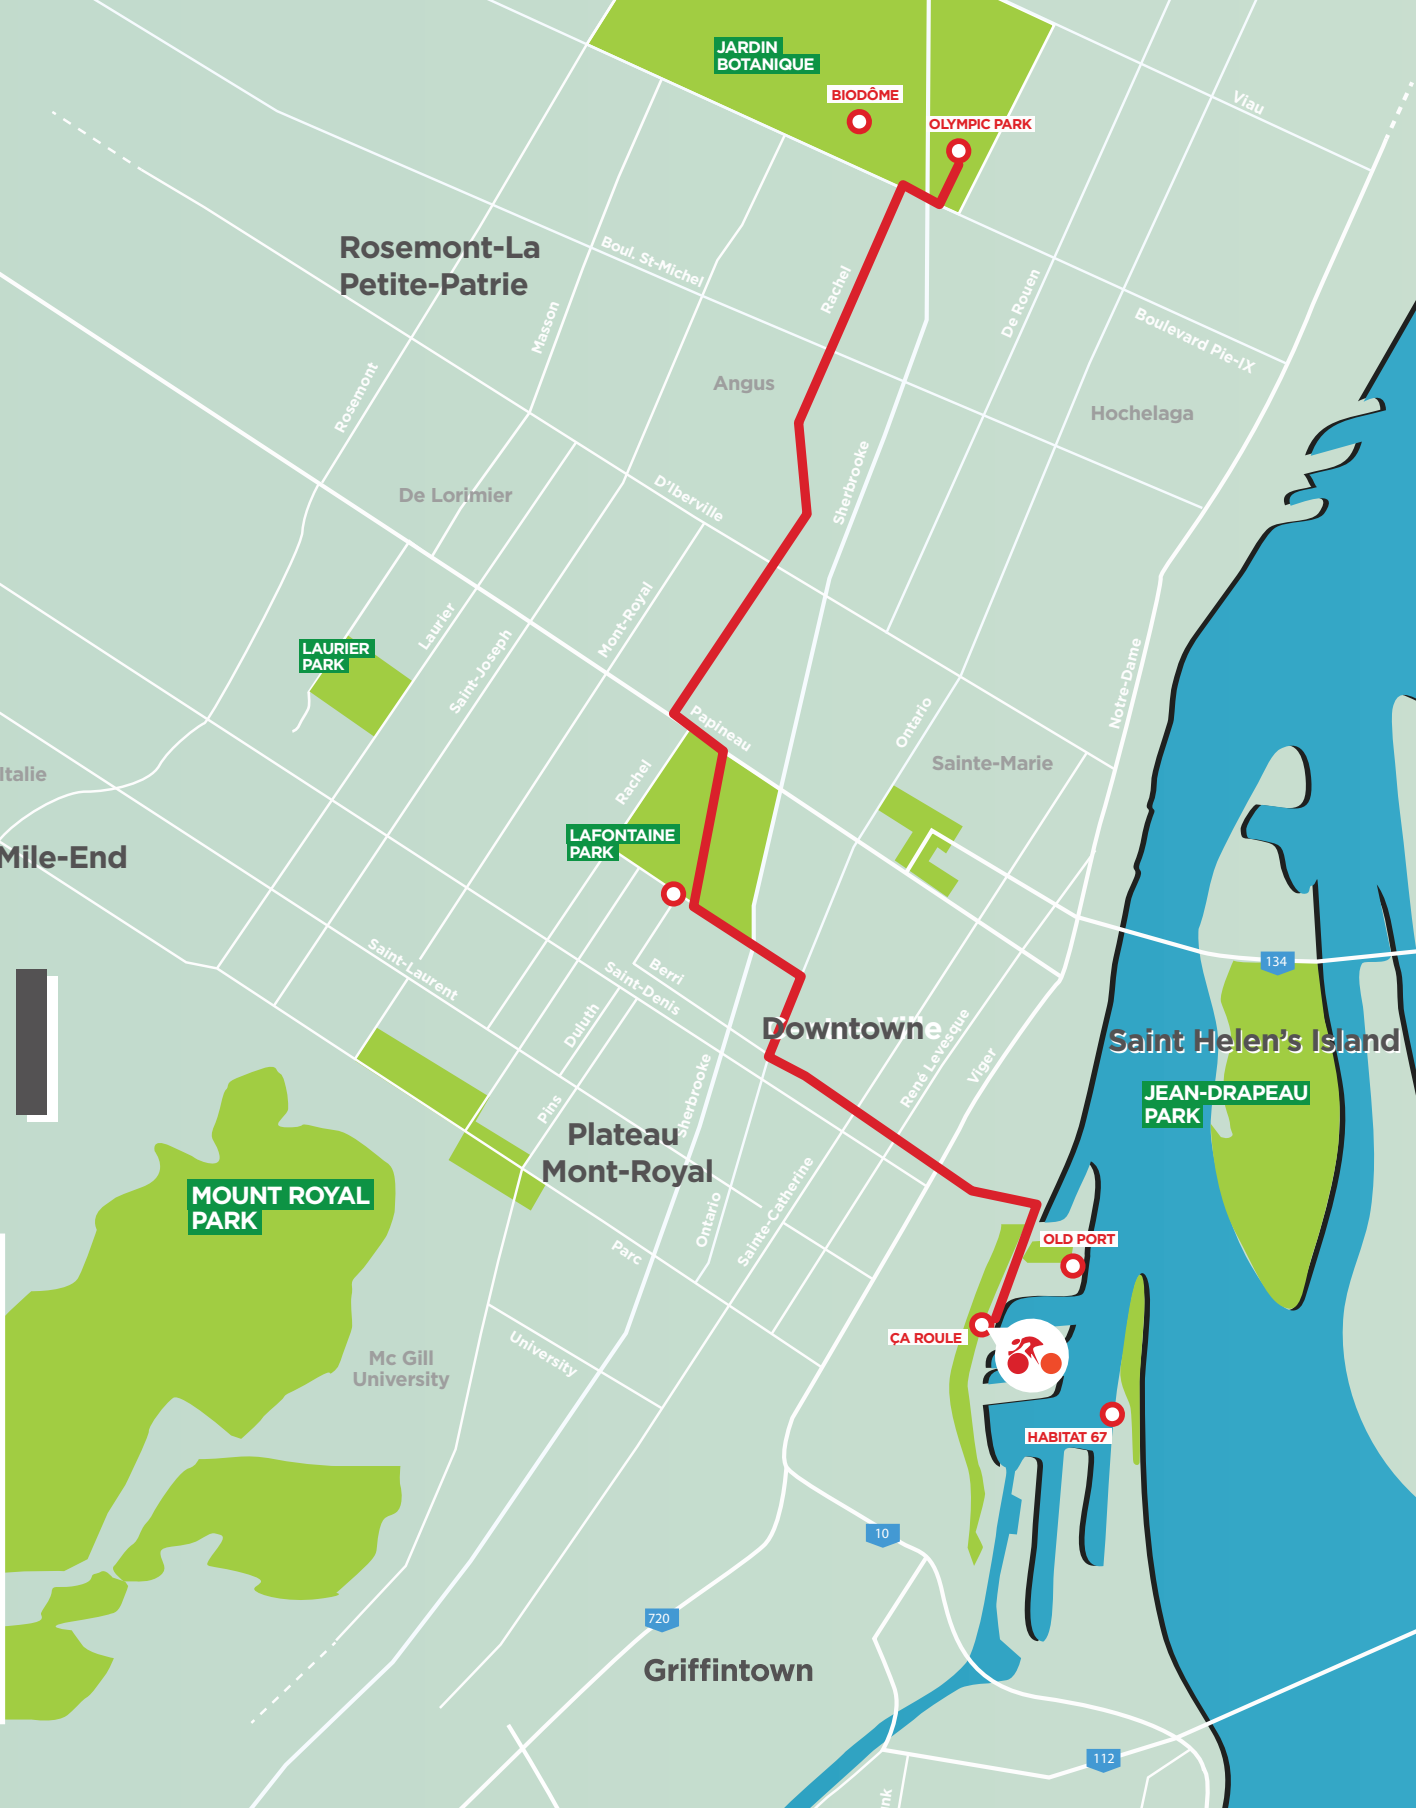 JARDIN
BOTANIQUE
BIODÔME
OLYMPIC PARK
Viau
Rosemont-La
Petite-Patrie
Boul. St-Michel
Rachel
De Rouen
Masson
Boulevard Pie-IX
Rosemont
Angus
Hochelaga
De Lorimier
D'Iberville
Sherbrooke
LAURIER
PARK
Laurier
Saint-Joseph
Mont-Royal
Notre-Dame
Papineau
Ontario
Sainte-Marie
Italie
Rachel
LAFONTAINE
PARK
Mile-End
Saint-Laurent
Berri
Saint-Denis
134
Duluth
Downtown
René Levesque
Viger
Saint Helen's Island
JEAN-DRAPEAU
PARK
Pins
Sherbrooke
Plateau
Mont-Royal
MOUNT ROYAL
PARK
Ontario
Sainte-Catherine
Parc
OLD PORT
ÇA ROULE
University
Mc Gill
University
HABITAT 67
10
720
Griffintown
112